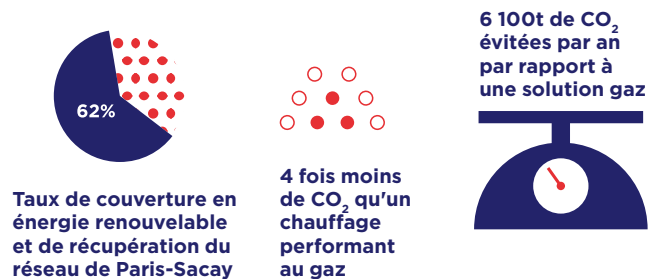 62%
Taux de couverture en
énergie renouvelable
et de récupération du
réseau de Paris-Sacay
4 fois moins
de CO₂ qu'un
chauffage
performant
au gaz
6 100t de CO₂
évitées par an
par rapport à
une solution gaz